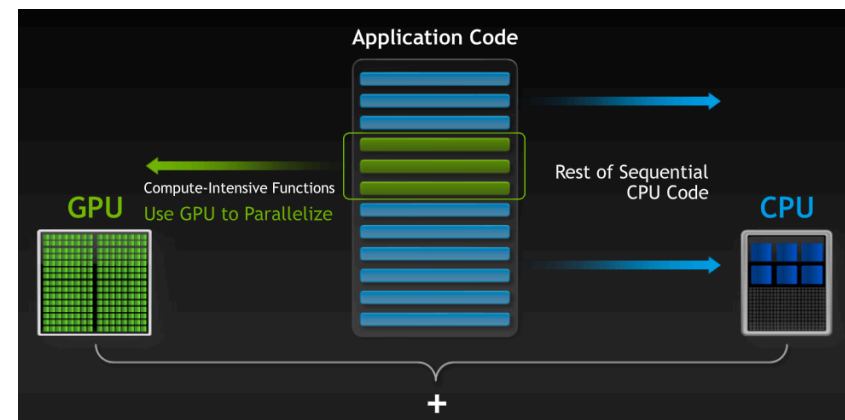 Application Code
Compute-Intensive Functions
Use GPU to Parallelize
GPU
Rest of Sequential
CPU Code
CPU
+